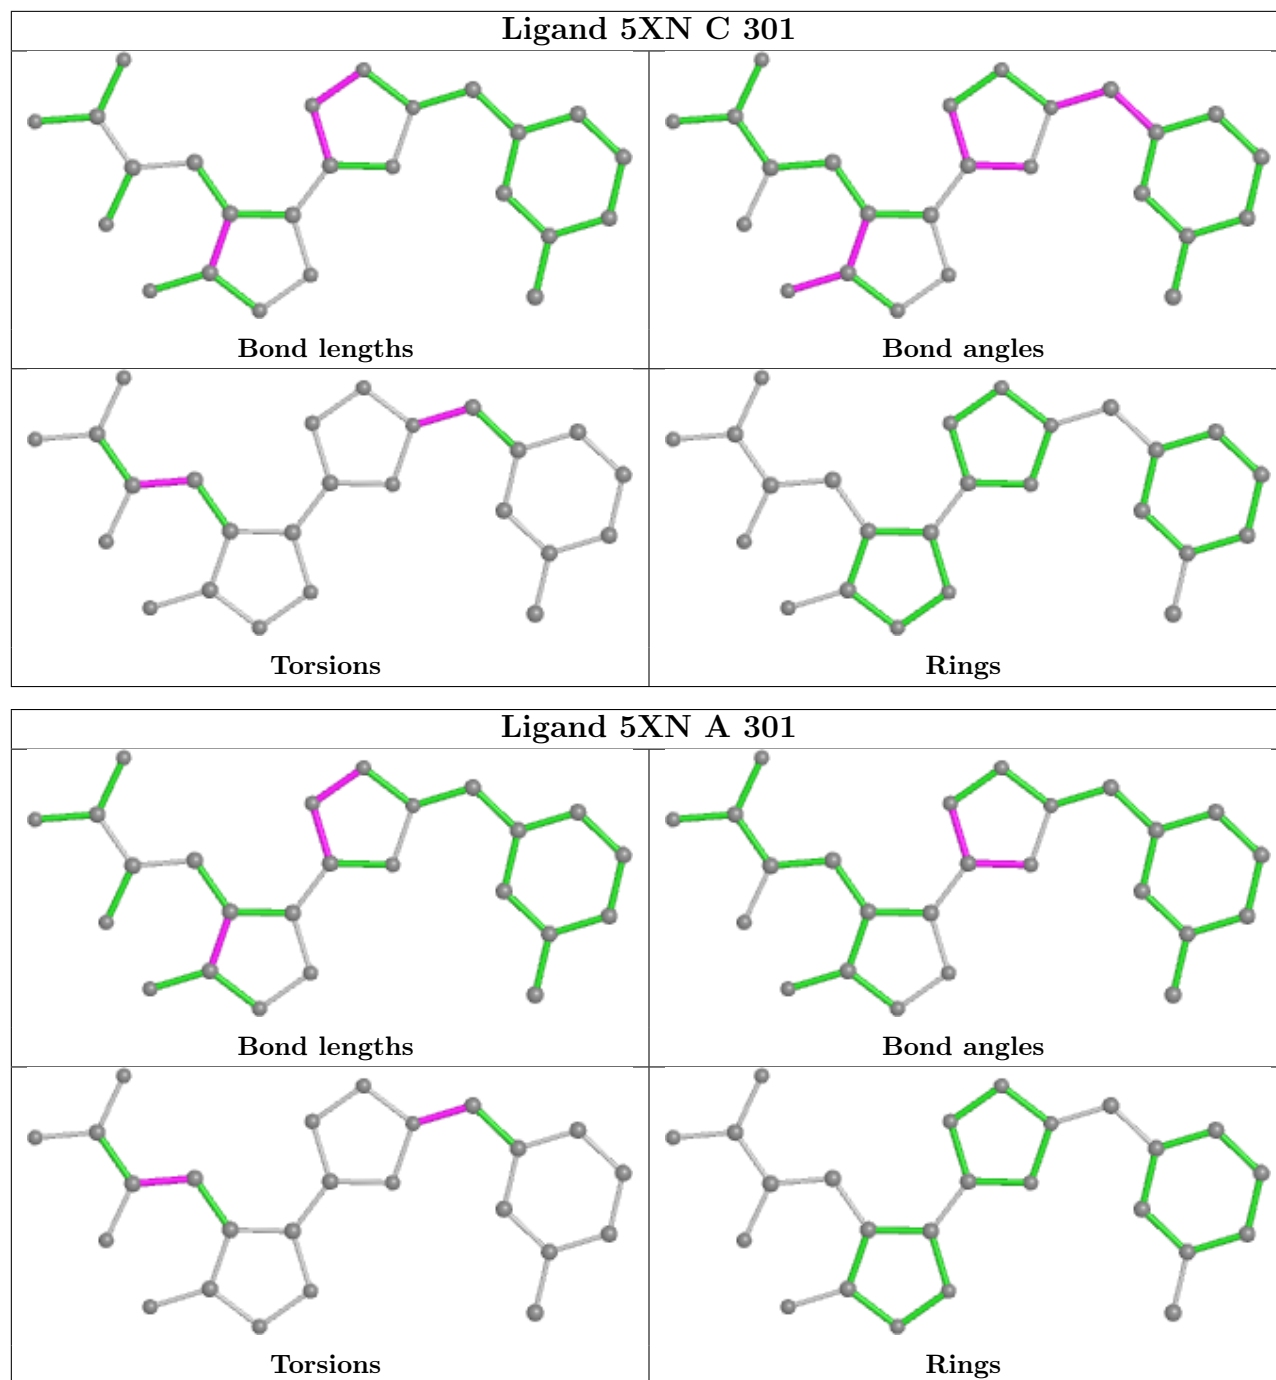 Ligand 5XN C 301
Bond lengths
Bond angles
Torsions
Rings
Ligand 5XN A 301
Bond lengths
Bond angles
Torsions
Rings